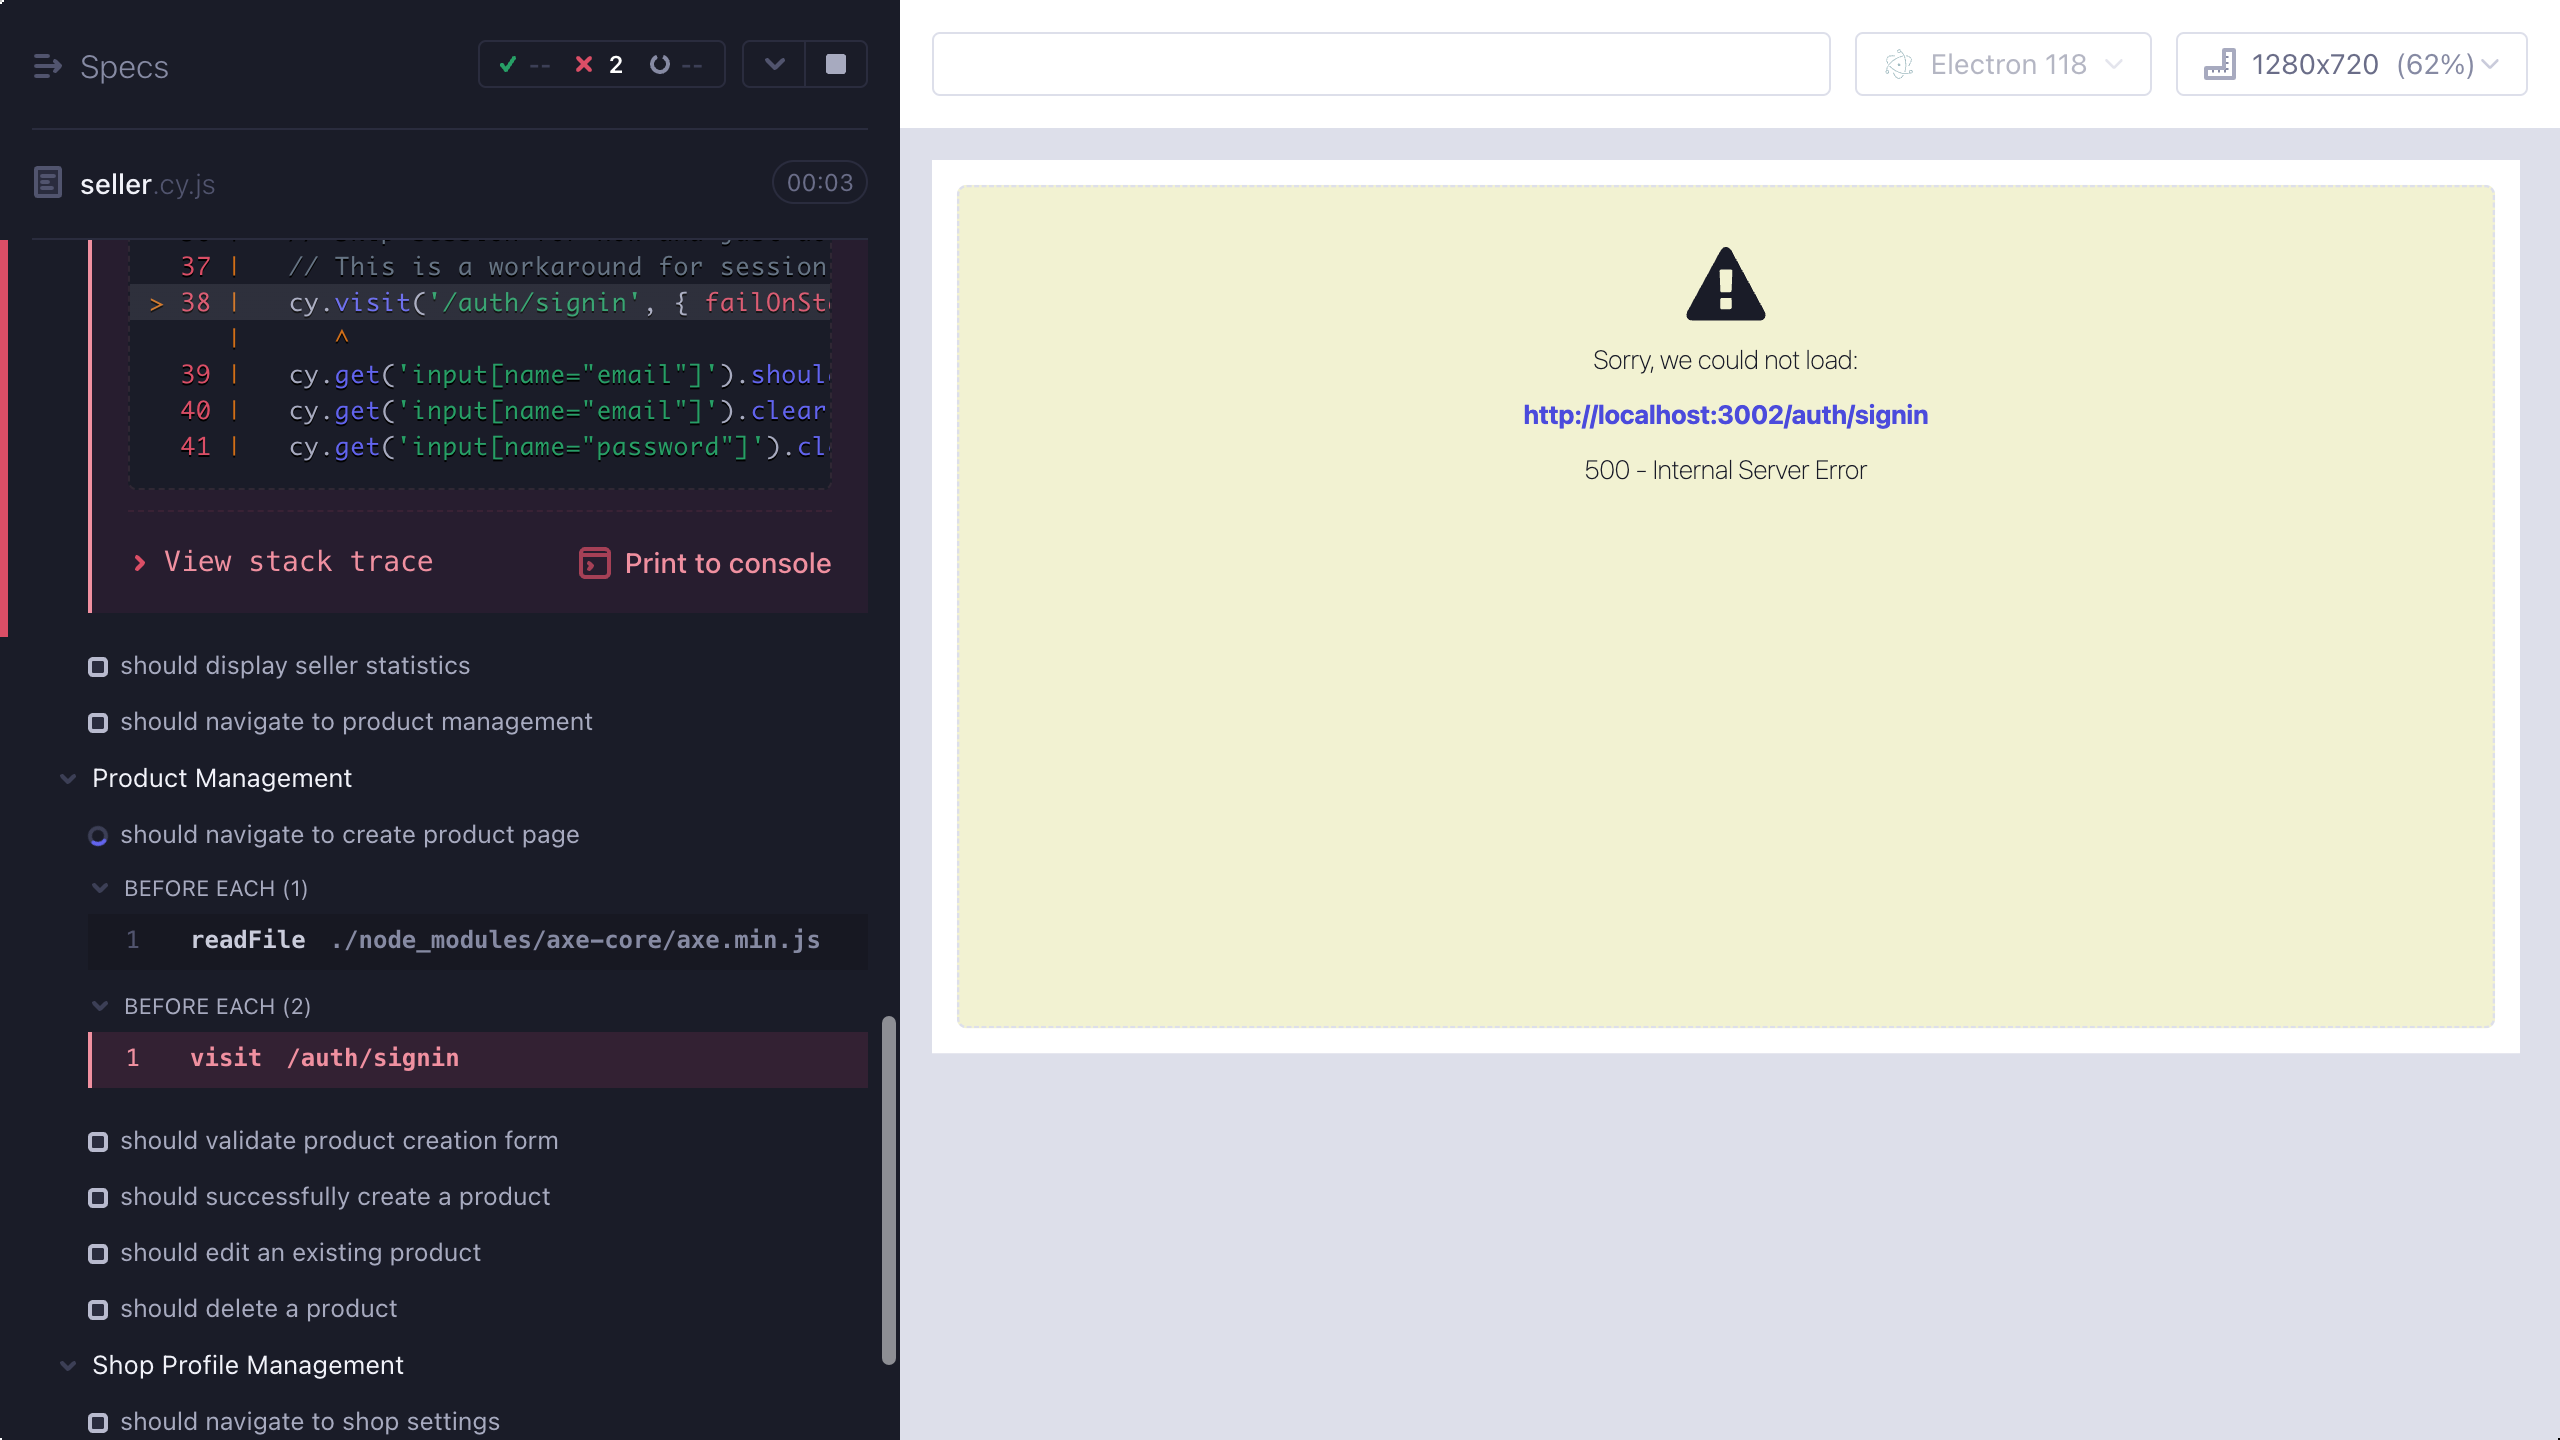 Specs
-- 2 --
seller.cy.js
00:03
37 | // This is a workaround for session
> 38 | cy.visit('/auth/signin', { failOnSt
| ^
39 | cy.get('input[name="email"]').shoul
40 | cy.get('input[name="email"]').clear
41 | cy.get('input[name="password"]').cl
View stack trace
Print to console
should display seller statistics
should navigate to product management
Product Management
should navigate to create product page
BEFORE EACH (1)
1 readFile ./node_modules/axe-core/axe.min.js
BEFORE EACH (2)
1 visit /auth/signin
should validate product creation form
should successfully create a product
should edit an existing product
should delete a product
Shop Profile Management
should navigate to shop settings
Electron 118
1280x720 (62%)
Sorry, we could not load:
http://localhost:3002/auth/signin
500 - Internal Server Error